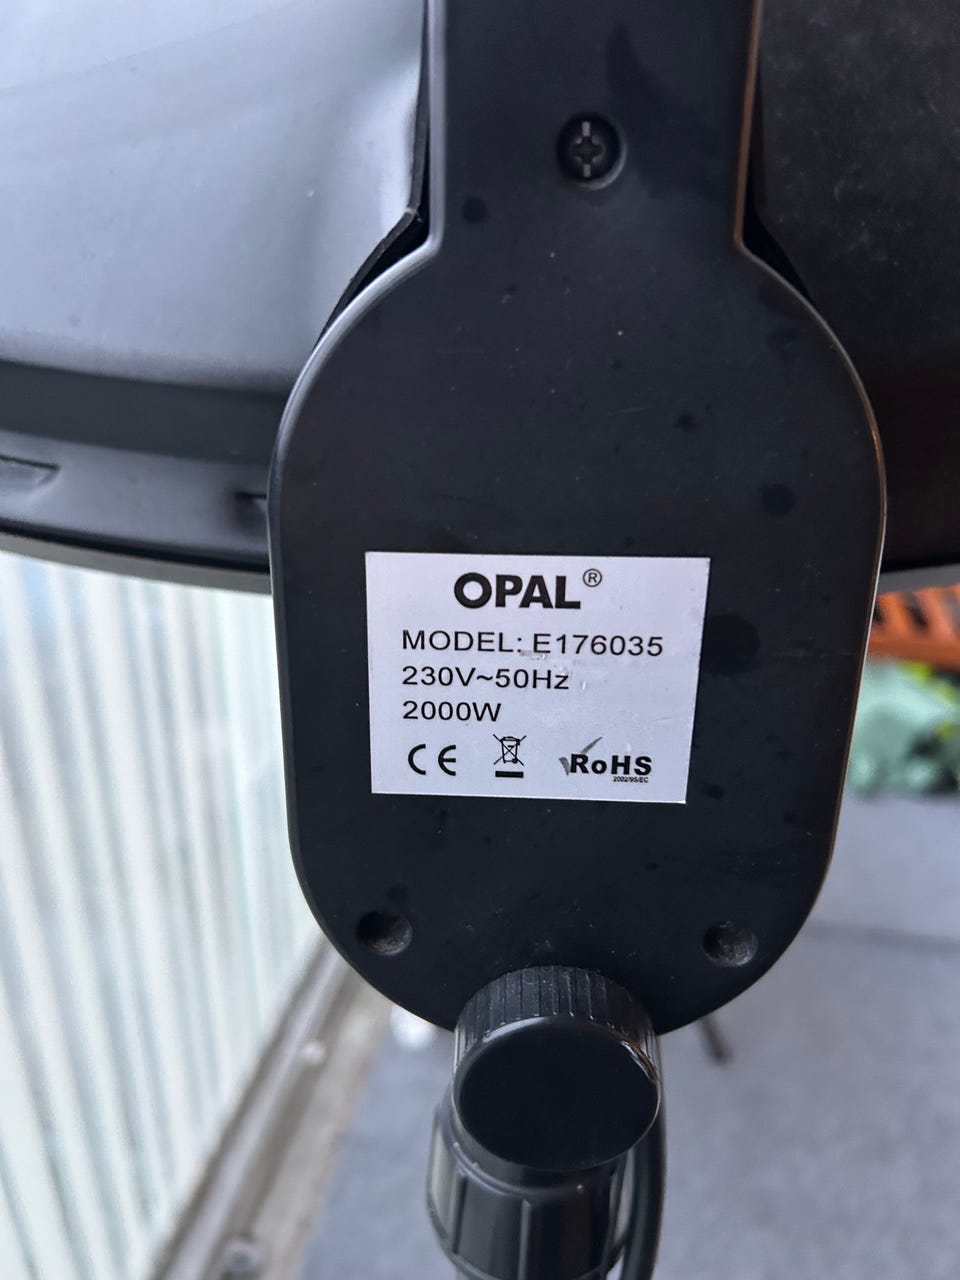 OPAL®
MODEL: E176035
230V~50Hz
2000W
CE RoHS
2002/95/EC